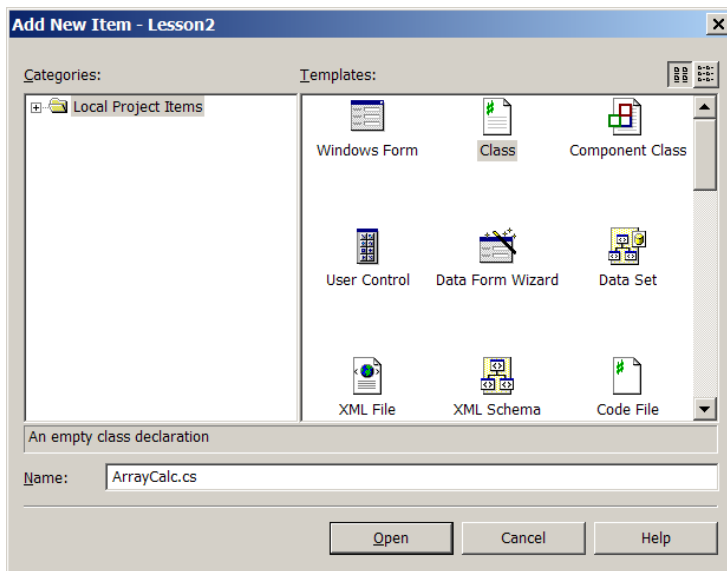 Add New Item - Lesson2
Categories:
Templates:
Local Project Items
Windows Form
Class
Component Class
User Control
Data Form Wizard
Data Set
XML File
XML Schema
Code File
An empty class declaration
Name:
ArrayCalc.cs
Open
Cancel
Help